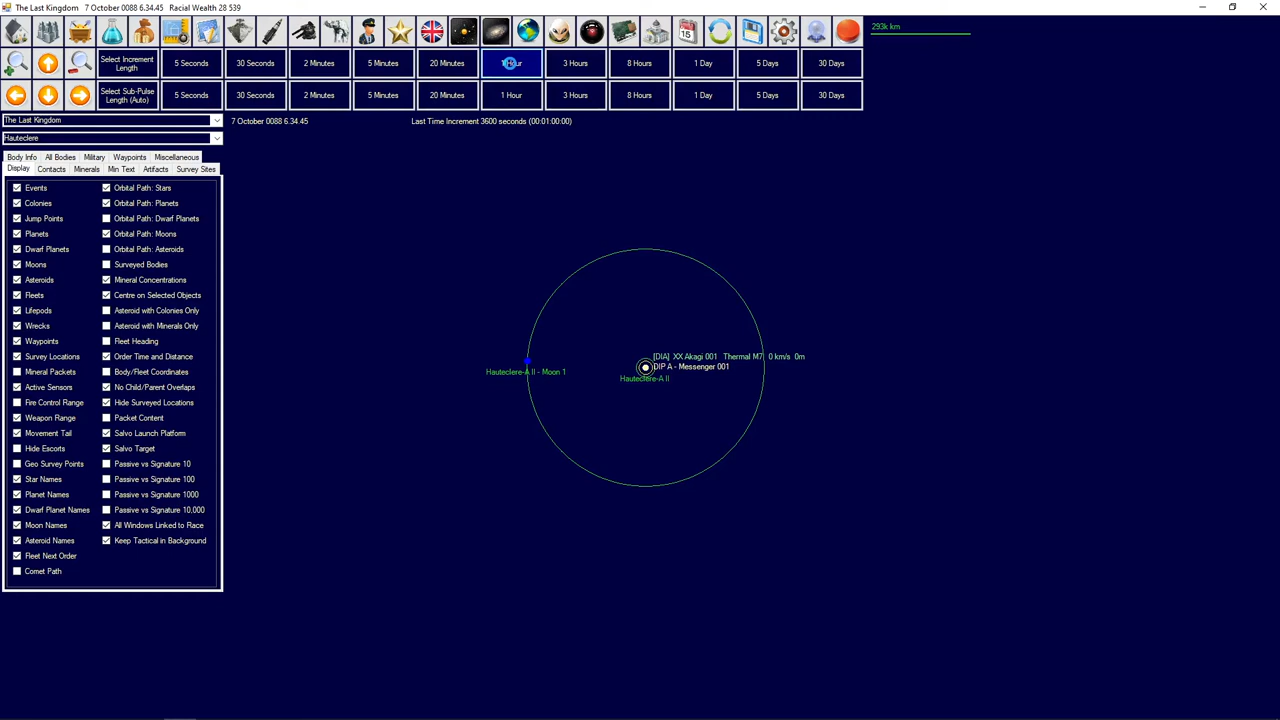 The Last Kingdom   7 October 0088 6.34.45   Racial Wealth 28 539
293k km
Select Increment Length
5 Seconds
30 Seconds
2 Minutes
5 Minutes
20 Minutes
1 Hour
3 Hours
8 Hours
1 Day
5 Days
30 Days
Select Sub-Pulse Length (Auto)
5 Seconds
30 Seconds
2 Minutes
5 Minutes
20 Minutes
1 Hour
3 Hours
8 Hours
1 Day
5 Days
30 Days
The Last Kingdom
7 October 0088 6.34.45
Last Time Increment 3600 seconds (00:01:00:00)
Hauteclere
Body Info
All Bodies
Military
Waypoints
Miscellaneous
Display
Contacts
Minerals
Min Text
Artifacts
Survey Sites
Events
Orbital Path: Stars
Colonies
Orbital Path: Planets
Jump Points
Orbital Path: Dwarf Planets
Planets
Orbital Path: Moons
Dwarf Planets
Orbital Path: Asteroids
Moons
Surveyed Bodies
Asteroids
Mineral Concentrations
Fleets
Centre on Selected Objects
Lifepods
Asteroid with Colonies Only
Wrecks
Asteroid with Minerals Only
Waypoints
Fleet Heading
Survey Locations
Order Time and Distance
Mineral Packets
Body/Fleet Coordinates
Active Sensors
No Child/Parent Overlaps
Fire Control Range
Hide Surveyed Locations
Weapon Range
Packet Content
Movement Tail
Salvo Launch Platform
Hide Escorts
Salvo Target
Geo Survey Points
Passive vs Signature 10
Star Names
Passive vs Signature 100
Planet Names
Passive vs Signature 1000
Dwarf Planet Names
Passive vs Signature 10,000
Moon Names
All Windows Linked to Race
Asteroid Names
Keep Tactical in Background
Fleet Next Order
Comet Path
[DIA]  XX Akagi 001   Thermal M7   0 km/s   0m
DIP A - Messenger 001
Hauteclere-A II - Moon 1
Hauteclere-A II